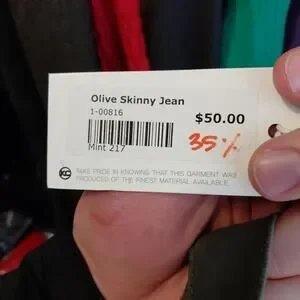 Olive Skinny Jean
1-00816
$50.00
35%
Mint 217
KC
TAKE PRIDE IN KNOWING THAT THIS GARMENT WAS
PRODUCED OF THE FINEST MATERIAL AVAILABLE